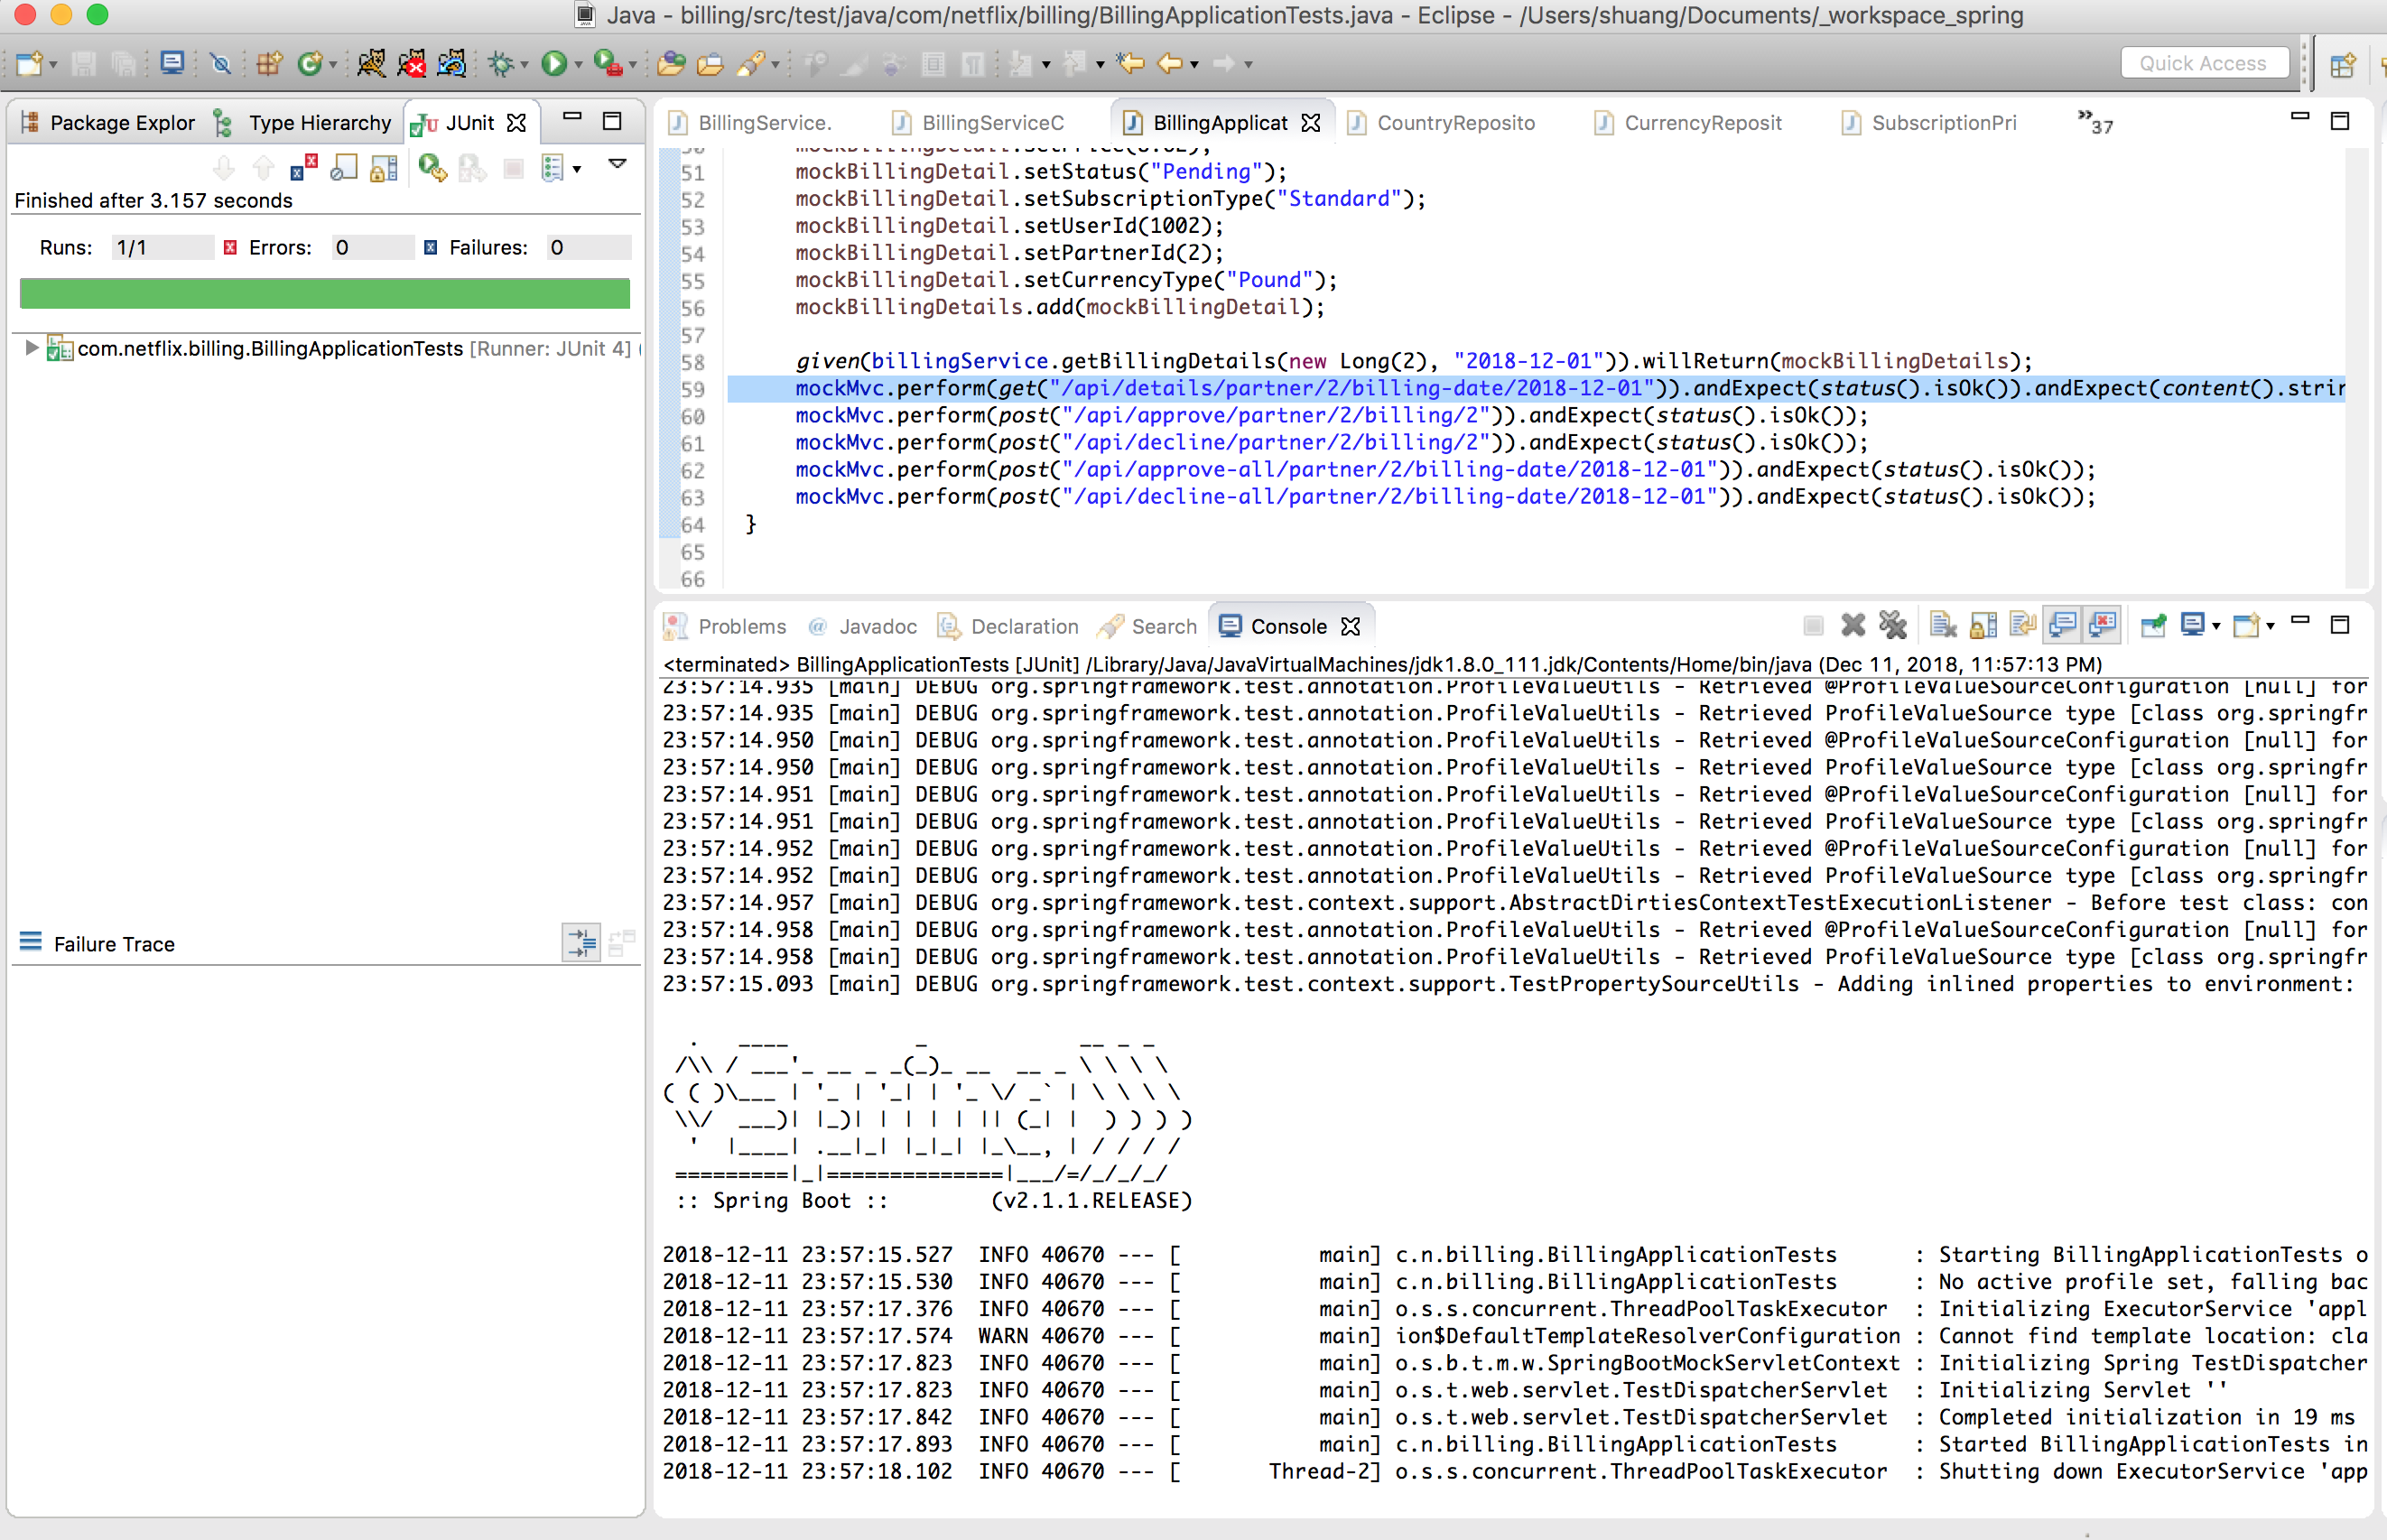 Java - billing/src/test/java/com/netflix/billing/BillingApplicationTests.java - Eclipse - /Users/shuang/Documents/_workspace_spring
Quick Access
Package Explor
Type Hierarchy
JUnit
Finished after 3.157 seconds
Runs: 1/1 Errors: 0 Failures: 0
com.netflix.billing.BillingApplicationTests [Runner: JUnit 4] (
Failure Trace
BillingService.
BillingServiceC
BillingApplicat
CountryReposito
CurrencyReposit
SubscriptionPri
»37
51 mockBillingDetail.setStatus("Pending");
52 mockBillingDetail.setSubscriptionType("Standard");
53 mockBillingDetail.setUserId(1002);
54 mockBillingDetail.setPartnerId(2);
55 mockBillingDetail.setCurrencyType("Pound");
56 mockBillingDetails.add(mockBillingDetail);
57
58 given(billingService.getBillingDetails(new Long(2), "2018-12-01")).willReturn(mockBillingDetails);
59 mockMvc.perform(get("/api/details/partner/2/billing-date/2018-12-01")).andExpect(status().isOk()).andExpect(content().strin
60 mockMvc.perform(post("/api/approve/partner/2/billing/2")).andExpect(status().isOk());
61 mockMvc.perform(post("/api/decline/partner/2/billing/2")).andExpect(status().isOk());
62 mockMvc.perform(post("/api/approve-all/partner/2/billing-date/2018-12-01")).andExpect(status().isOk());
63 mockMvc.perform(post("/api/decline-all/partner/2/billing-date/2018-12-01")).andExpect(status().isOk());
64 }
65
66
Problems
Javadoc
Declaration
Search
Console
<terminated> BillingApplicationTests [JUnit] /Library/Java/JavaVirtualMachines/jdk1.8.0_111.jdk/Contents/Home/bin/java (Dec 11, 2018, 11:57:13 PM)
23:57:14.935 [main] DEBUG org.springframework.test.annotation.ProfileValueUtils - Retrieved @ProfileValueSourceConfiguration [null] for
23:57:14.935 [main] DEBUG org.springframework.test.annotation.ProfileValueUtils - Retrieved ProfileValueSource type [class org.springfr
23:57:14.950 [main] DEBUG org.springframework.test.annotation.ProfileValueUtils - Retrieved @ProfileValueSourceConfiguration [null] for
23:57:14.950 [main] DEBUG org.springframework.test.annotation.ProfileValueUtils - Retrieved ProfileValueSource type [class org.springfr
23:57:14.951 [main] DEBUG org.springframework.test.annotation.ProfileValueUtils - Retrieved @ProfileValueSourceConfiguration [null] for
23:57:14.951 [main] DEBUG org.springframework.test.annotation.ProfileValueUtils - Retrieved ProfileValueSource type [class org.springfr
23:57:14.952 [main] DEBUG org.springframework.test.annotation.ProfileValueUtils - Retrieved @ProfileValueSourceConfiguration [null] for
23:57:14.952 [main] DEBUG org.springframework.test.annotation.ProfileValueUtils - Retrieved ProfileValueSource type [class org.springfr
23:57:14.957 [main] DEBUG org.springframework.test.context.support.AbstractDirtiesContextTestExecutionListener - Before test class: con
23:57:14.958 [main] DEBUG org.springframework.test.annotation.ProfileValueUtils - Retrieved @ProfileValueSourceConfiguration [null] for
23:57:14.958 [main] DEBUG org.springframework.test.annotation.ProfileValueUtils - Retrieved ProfileValueSource type [class org.springfr
23:57:15.093 [main] DEBUG org.springframework.test.context.support.TestPropertySourceUtils - Adding inlined properties to environment:
:: Spring Boot :: (v2.1.1.RELEASE)
2018-12-11 23:57:15.527 INFO 40670 --- [ main] c.n.billing.BillingApplicationTests : Starting BillingApplicationTests o
2018-12-11 23:57:15.530 INFO 40670 --- [ main] c.n.billing.BillingApplicationTests : No active profile set, falling bac
2018-12-11 23:57:17.376 INFO 40670 --- [ main] o.s.s.concurrent.ThreadPoolTaskExecutor : Initializing ExecutorService 'appl
2018-12-11 23:57:17.574 WARN 40670 --- [ main] ion$DefaultTemplateResolverConfiguration : Cannot find template location: cla
2018-12-11 23:57:17.823 INFO 40670 --- [ main] o.s.b.t.m.w.SpringBootMockServletContext : Initializing Spring TestDispatcher
2018-12-11 23:57:17.823 INFO 40670 --- [ main] o.s.t.web.servlet.TestDispatcherServlet : Initializing Servlet ''
2018-12-11 23:57:17.842 INFO 40670 --- [ main] o.s.t.web.servlet.TestDispatcherServlet : Completed initialization in 19 ms
2018-12-11 23:57:17.893 INFO 40670 --- [ main] c.n.billing.BillingApplicationTests : Started BillingApplicationTests in
2018-12-11 23:57:18.102 INFO 40670 --- [ Thread-2] o.s.s.concurrent.ThreadPoolTaskExecutor : Shutting down ExecutorService 'app